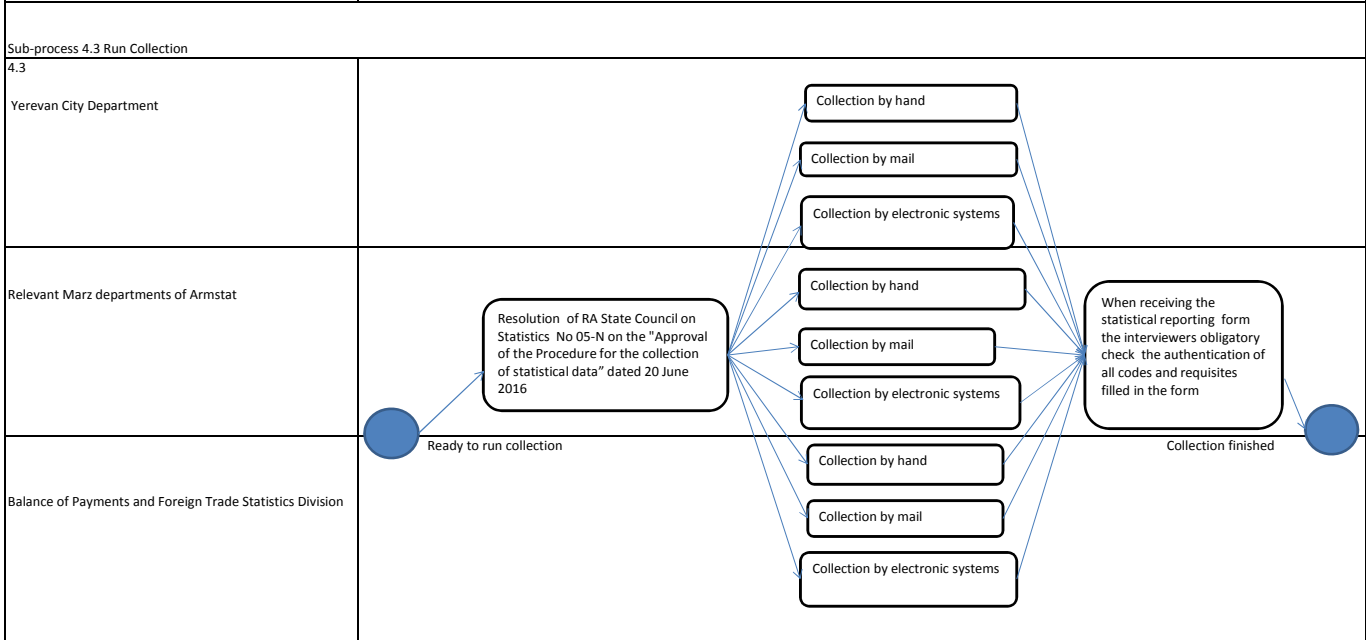 Sub-process 4.3 Run Collection
4.3
Yerevan City Department
Collection by hand
Collection by mail
Collection by electronic systems
Relevant Marz departments of Armstat
Resolution of RA State Council on
Statistics No 05-N on the "Approval
of the Procedure for the collection
of statistical data” dated 20 June
2016
Collection by hand
Collection by mail
Collection by electronic systems
When receiving the
statistical reporting form
the interviewers obligatory
check the authentication of
all codes and requisites
filled in the form
Ready to run collection
Collection finished
Balance of Payments and Foreign Trade Statistics Division
Collection by hand
Collection by mail
Collection by electronic systems